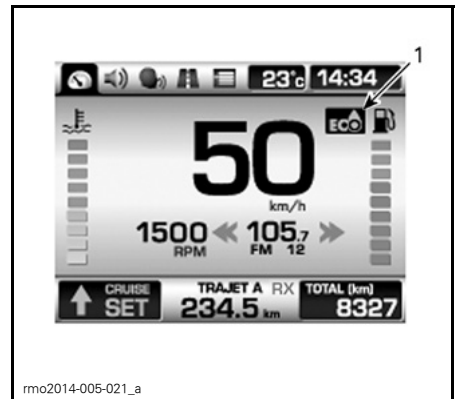 23°c 14:34
1
ECO
50
km/h
1500 105.7
RPM FM 12
CRUISE TRAJET A RX TOTAL (km)
SET 234.5 km 8327
rmo2014-005-021_a